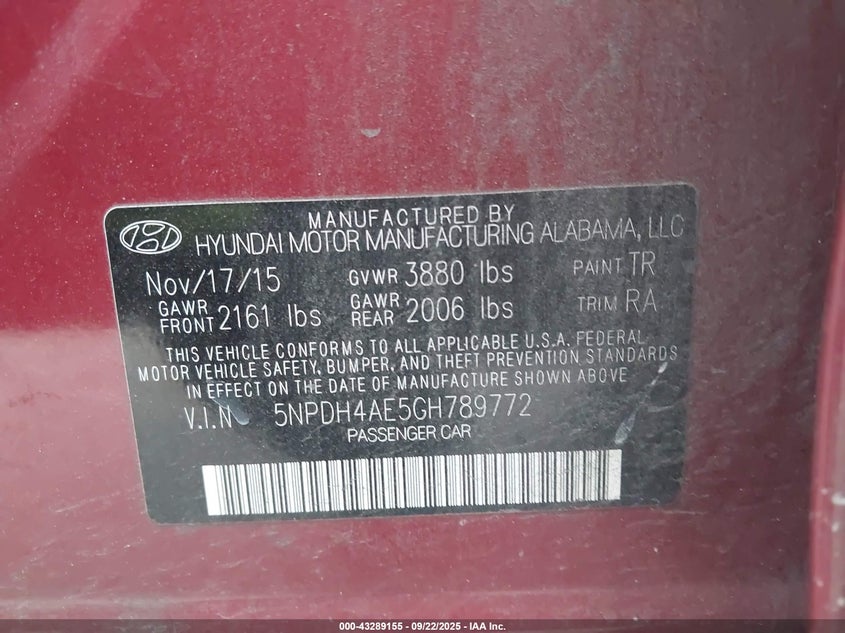 MANUFACTURED BY
HYUNDAI MOTOR MANUFACTURING ALABAMA, LLC
Nov/17/15 GVWR 3880 lbs PAINT TR
GAWR FRONT 2161 lbs GAWR REAR 2006 lbs TRIM RA
THIS VEHICLE CONFORMS TO ALL APPLICABLE U.S.A. FEDERAL
MOTOR VEHICLE SAFETY, BUMPER, AND THEFT PREVENTION STANDARDS
IN EFFECT ON THE DATE OF MANUFACTURE SHOWN ABOVE
V.I.N 5NPDH4AE5GH789772
PASSENGER CAR
000-43289155 - 09/22/2025 - IAA Inc.